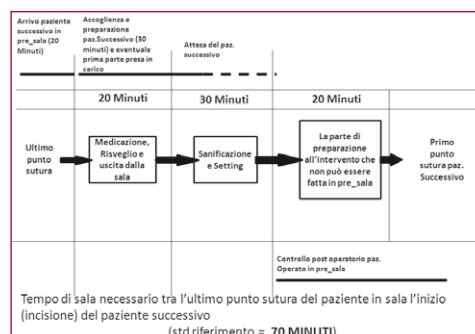 Arrivo paziente
successivo in
pre_sala (20
Minuti)
Accoglienza e
preparazione
paz.Successivo (30
minuti) e eventuale
prima parte presa in
carico
Attesa del paz.
successivo
20 Minuti
30 Minuti
20 Minuti
Ultimo
punto
sutura
Medicazione,
Risveglio e
uscita dalla
sala
Sanificazione
e Setting
La parte di
preparazione
all'intervento che
non può essere
fatta in pre_sala
Primo
punto
sutura paz.
Successivo
Controllo post operatorio paz.
Operato in pre_sala
Tempo di sala necessario tra l'ultimo punto sutura del paziente in sala l'inizio
(incisione) del paziente successivo
(std riferimento = 70 MINUTI)